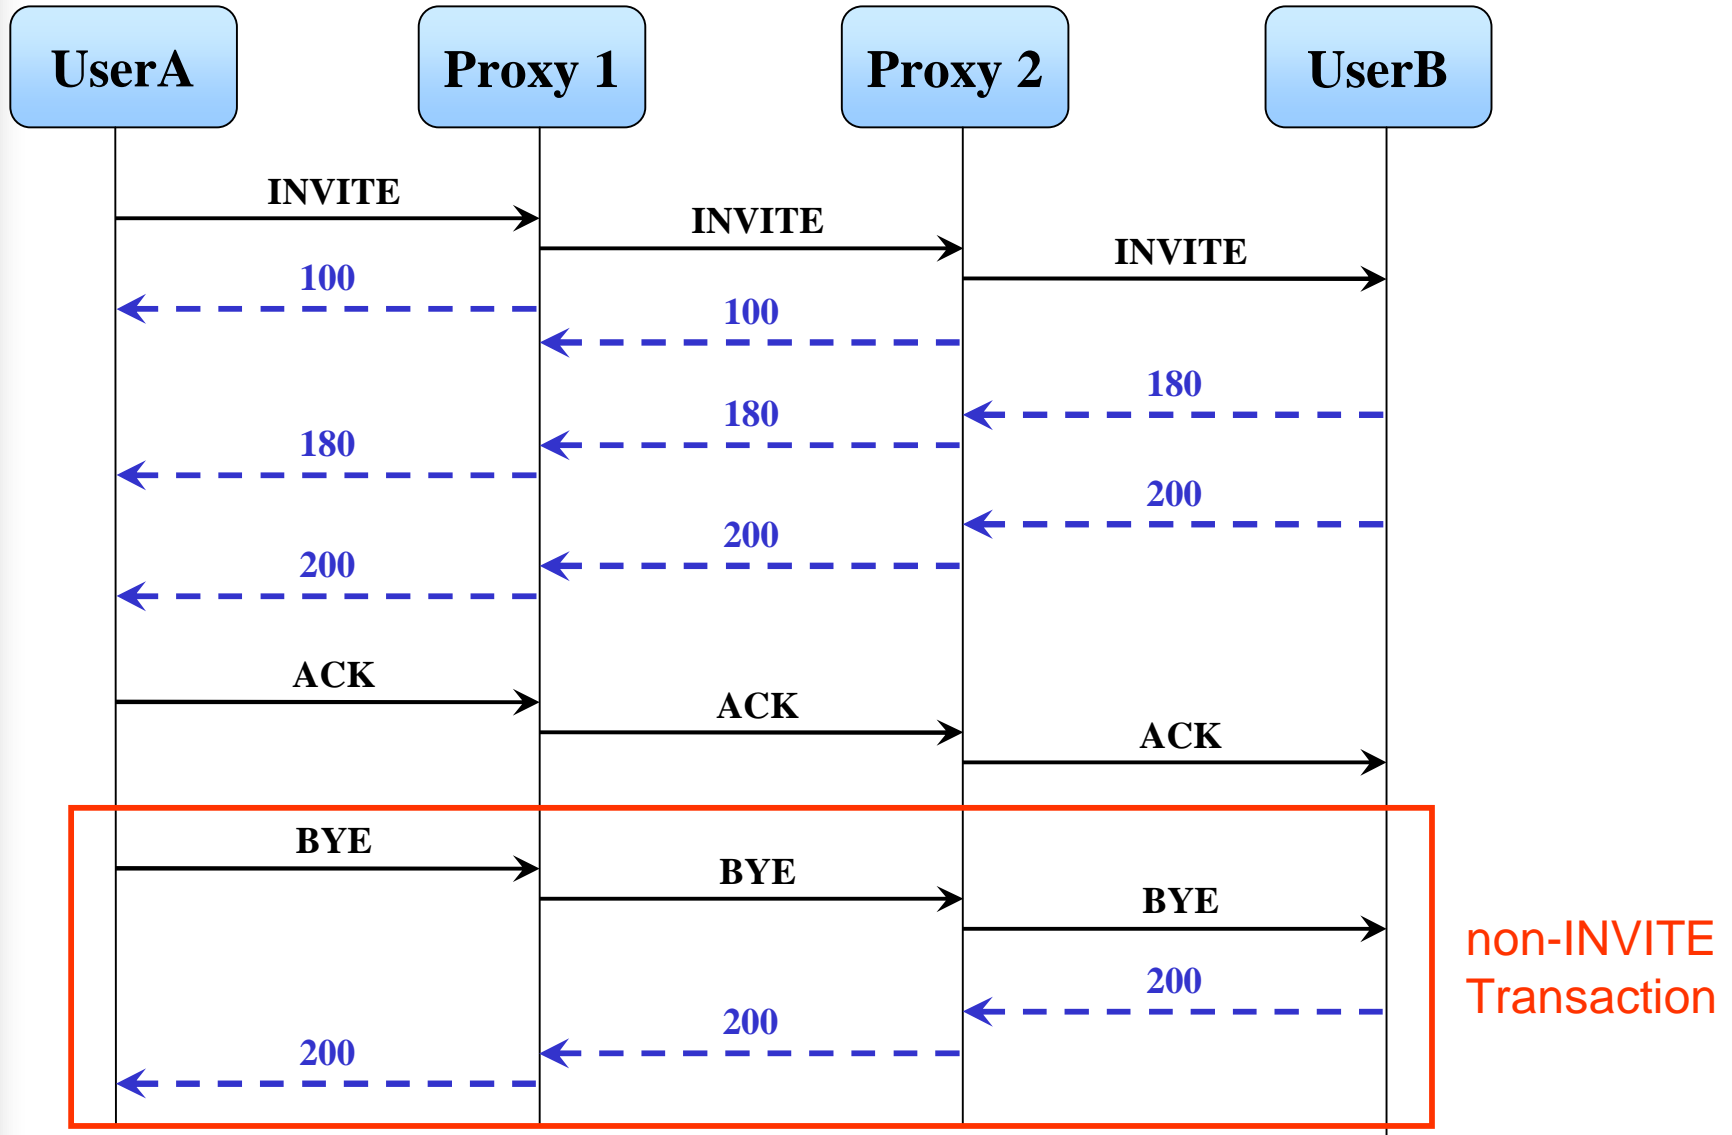 UserA
Proxy 1
Proxy 2
UserB
INVITE
INVITE
INVITE
100
100
180
180
180
200
200
200
ACK
ACK
ACK
BYE
BYE
BYE
non-INVITE
Transaction
200
200
200